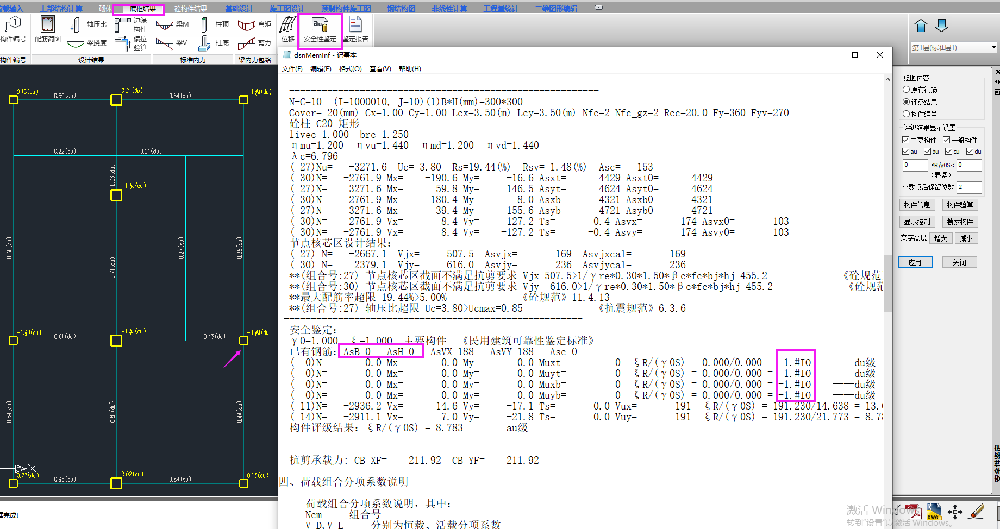 荷载输入 上部结构计算 砌体 底框结果 砼构件结果 基础设计 施工图设计 预制构件施工图 钢结构图 非线性计算 工程量统计 二维图形编辑
构件编号 配筋简图 轴压比 梁挠度 边缘构件 偏拉验算 梁M 梁V 柱顶 柱底 弯矩 剪力 位移 安全性鉴定 鉴定报告
构件编号 设计结果 标准内力 梁内力包络
第1层(标准层1)
dsnMemInf - 记事本
文件(F) 编辑(E) 格式(O) 查看(V) 帮助(H)
N-C=10 (I=1000010, J=10)(1)B*H(mm)=300*300
Cover= 20(mm) Cx=1.00 Cy=1.00 Lcx=3.50(m) Lcy=3.50(m) Nfc=2 Nfc_gz=2 Rcc=20.0 Fy=360 Fyv=270
砼柱 C20 矩形
livec=1.000 brc=1.250
ηmu=1.200 ηvu=1.440 ηmd=1.200 ηvd=1.440
λc=6.796
( 27)Nu= -3271.6 Uc= 3.80 Rs=19.44(%) Rsv= 1.48(%) Asc= 153
( 30)N= -2761.9 Mx= -190.6 My= -16.6 Asxt= 4429 Asxt0= 4429
( 27)N= -3271.6 Mx= -59.8 My= -146.5 Asyt= 4624 Asyt0= 4624
( 30)N= -2761.9 Mx= 180.4 My= 8.0 Asxb= 4321 Asxb0= 4321
( 27)N= -3271.6 Mx= 39.4 My= 155.6 Asyb= 4721 Asyb0= 4721
( 30)N= -2761.9 Vx= 8.4 Vy= -127.2 Ts= -0.4 Asvx= 174 Asvx0= 103
( 30)N= -2761.9 Vx= 8.4 Vy= -127.2 Ts= -0.4 Asvy= 174 Asvy0= 103
节点核芯区设计结果:
( 27) N= -2667.1 Vjx= 507.5 Asvjx= 169 Asvjxcal= 169
( 30) N= -2379.1 Vjy= -616.0 Asvjy= 236 Asvjycal= 236
**(组合号:27) 节点核芯区截面不满足抗剪要求 Vjx=507.5>1/γre*0.30*1.50*βc*fc*bj*hj=455.2 《砼规范
**(组合号:30) 节点核芯区截面不满足抗剪要求 Vjy=-616.0>1/γre*0.30*1.50*βc*fc*bj*hj=455.2 《砼规范
**最大配筋率超限 19.44%>5.00% 《砼规范》11.4.13
**(组合号:27) 轴压比超限 Uc=3.80>Ucmax=0.85 《抗震规范》6.3.6
安全鉴定:
γ0=1.000 ξ=1.000 主要构件 《民用建筑可靠性鉴定标准》
已有钢筋: AsB=0 AsH=0 AsVX=188 AsVY=188 Asc=0
( 0)N= 0.0 Mx= 0.0 My= 0.0 Muxt= 0 ξR/(γ0S) = 0.000/0.000 = -1.#IO ——du级
( 0)N= 0.0 Mx= 0.0 My= 0.0 Muyt= 0 ξR/(γ0S) = 0.000/0.000 = -1.#IO ——du级
( 0)N= 0.0 Mx= 0.0 My= 0.0 Muxb= 0 ξR/(γ0S) = 0.000/0.000 = -1.#IO ——du级
( 0)N= 0.0 Mx= 0.0 My= 0.0 Muyb= 0 ξR/(γ0S) = 0.000/0.000 = -1.#IO ——du级
( 11)N= -2936.2 Vx= 14.6 Vy= -17.1 Ts= 0.0 Vux= 191 ξR/(γ0S) = 191.230/14.638 = 13.0
( 14)N= -2911.1 Vx= 7.0 Vy= -21.8 Ts= 0.0 Vuy= 191 ξR/(γ0S) = 191.230/21.773 = 8.78
构件评级结果: ξR/(γ0S) = 8.783 ——au级
抗剪承载力: CB_XF= 211.92 CB_YF= 211.92
四、荷载组合分项系数说明
荷载组合分项系数说明, 其中:
Ncm --- 组合号
V-D,V-L --- 分别为恒载、活载分项系数
0.15(du) 0.80(du) 0.21(du) 0.84(du) -1.#J(du)
0.22(du) 0.21(du)
0.33(du)
-1.#J(du)
0.36(du) 0.71(du) 0.27(du) 0.28(du)
-1.#J(du) 0.61(du) -1.#J(du) 0.43(du) -1.#J(du)
0.54(du) 0.81(du) 0.44(du)
X
0.77(du) 0.95(cu) 0.02(du) 0.84(du) 0.13(du)
据完成!
绘图内容
原有钢筋
评级结果
构件编号
评级结果显示设置
主要构件 一般构件
au bu cu du
0 ≤R/γ0S< 0
(显紫)
小数点后保留位数 2
构件信息 构件验算
显示控制 搜索构件
文字高度 增大 减小
应用 关闭
安全性鉴定
PDF DWG
激活 Windows
转到"设置"以激活 Windows。